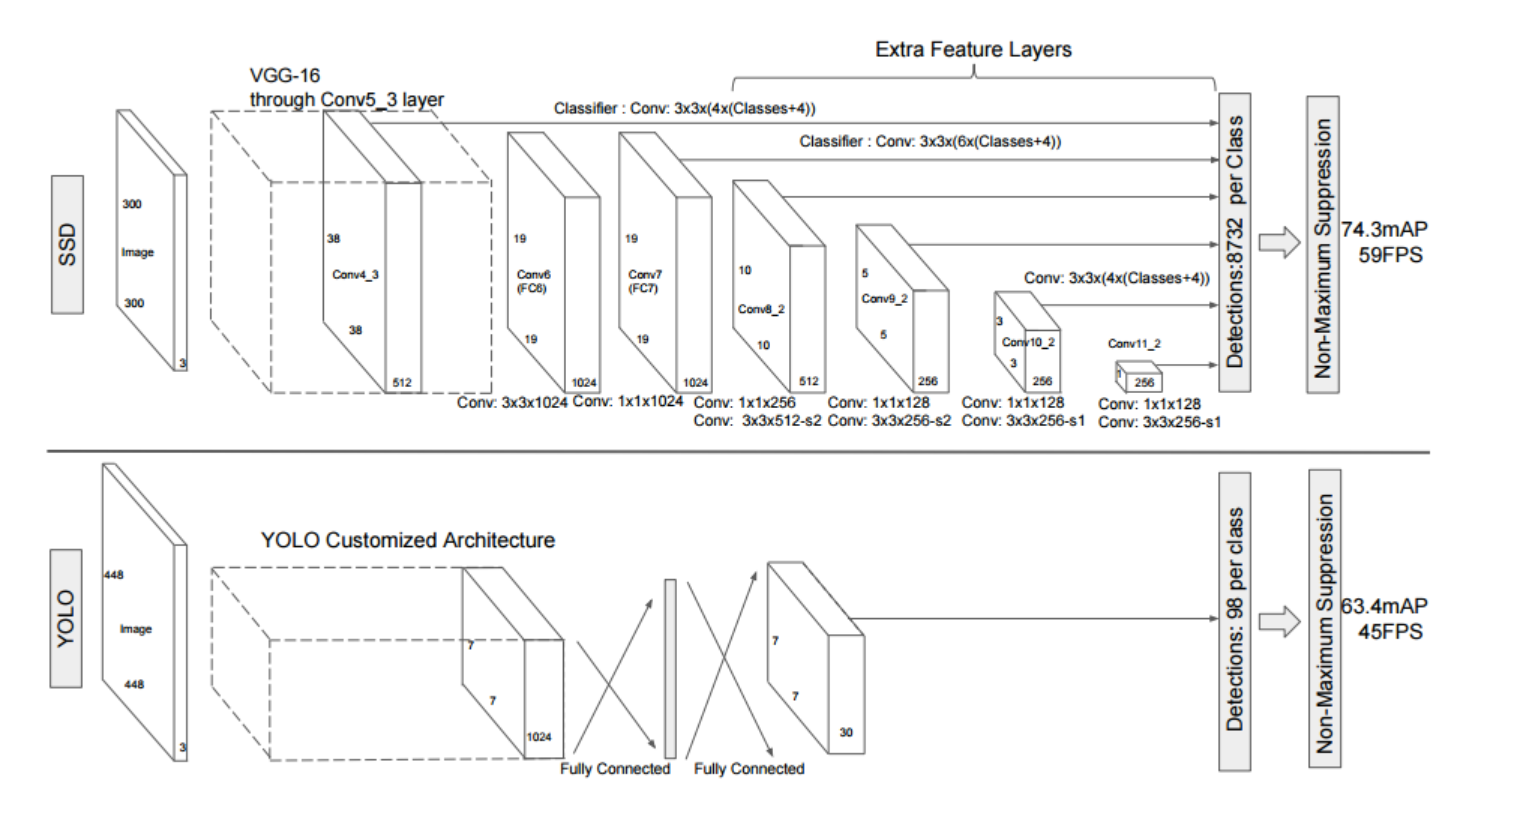 Extra Feature Layers
VGG-16
through Conv5_3 layer
Classifier : Conv: 3x3x(4x(Classes+4))
Classifier : Conv: 3x3x(6x(Classes+4))
SSD
300
Image
300
3
38
Conv4_3
38
512
19
Conv6
(FC6)
19
1024
19
Conv7
(FC7)
19
1024
10
Conv8_2
10
512
5
Conv9_2
5
256
Conv: 3x3x(4x(Classes+4))
3
Conv10_2
3
256
Conv11_2
1
256
Conv: 3x3x1024
Conv: 1x1x1024
Conv: 1x1x256
Conv: 3x3x512-s2
Conv: 1x1x128
Conv: 3x3x256-s2
Conv: 1x1x128
Conv: 3x3x256-s1
Conv: 1x1x128
Conv: 3x3x256-s1
Detections:8732 per Class
Non-Maximum Suppression
74.3mAP
59FPS
YOLO
448
Image
448
3
YOLO Customized Architecture
7
7
1024
Fully Connected
Fully Connected
7
7
30
Detections: 98 per class
Non-Maximum Suppression
63.4mAP
45FPS